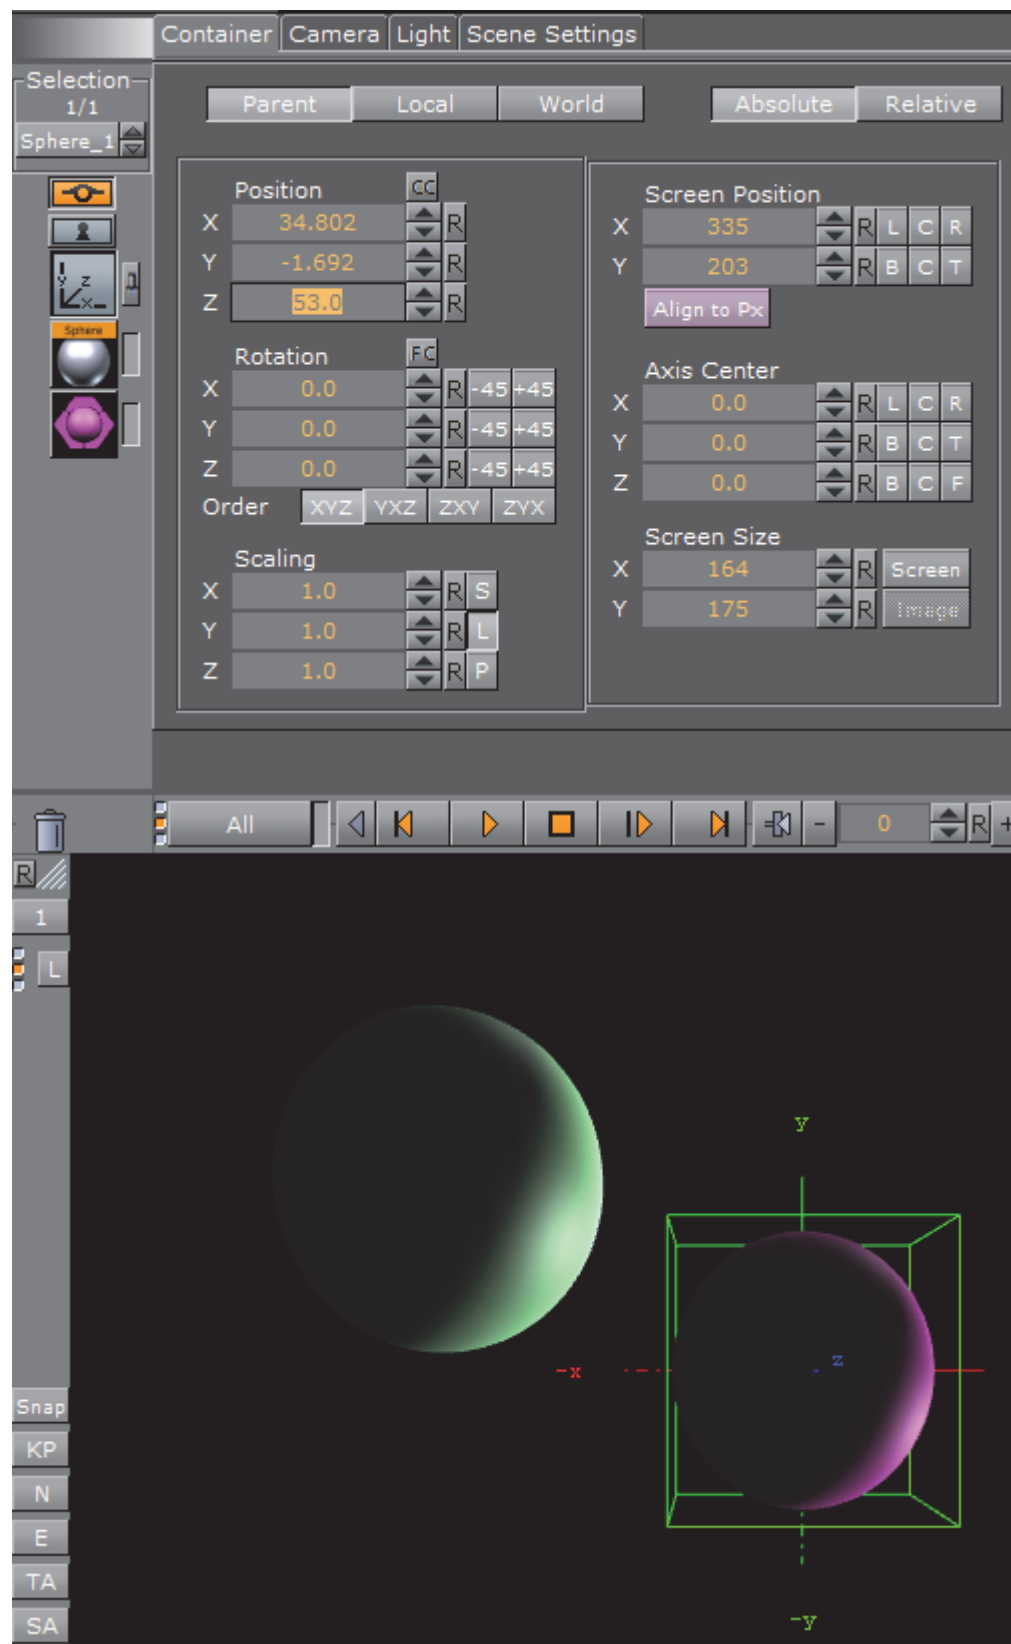 Container Camera Light Scene Settings
Selection
1/1
Sphere_1
Parent Local World Absolute Relative
Position CC
X 34.802 R
Y -1.692 R
Z 53.0 R
Rotation FC
X 0.0 R -45 +45
Y 0.0 R -45 +45
Z 0.0 R -45 +45
Order XYZ YXZ ZXY ZYX
Scaling
X 1.0 R S
Y 1.0 R L
Z 1.0 R P
Screen Position
X 335 R L C R
Y 203 R B C T
Align to Px
Axis Center
X 0.0 R L C R
Y 0.0 R B C T
Z 0.0 R B C F
Screen Size
X 164 R Screen
Y 175 R Image
y z
x
Sphere
All - 0 R +
R
1
L
y
-x z
-y
Snap
KP
N
E
TA
SA